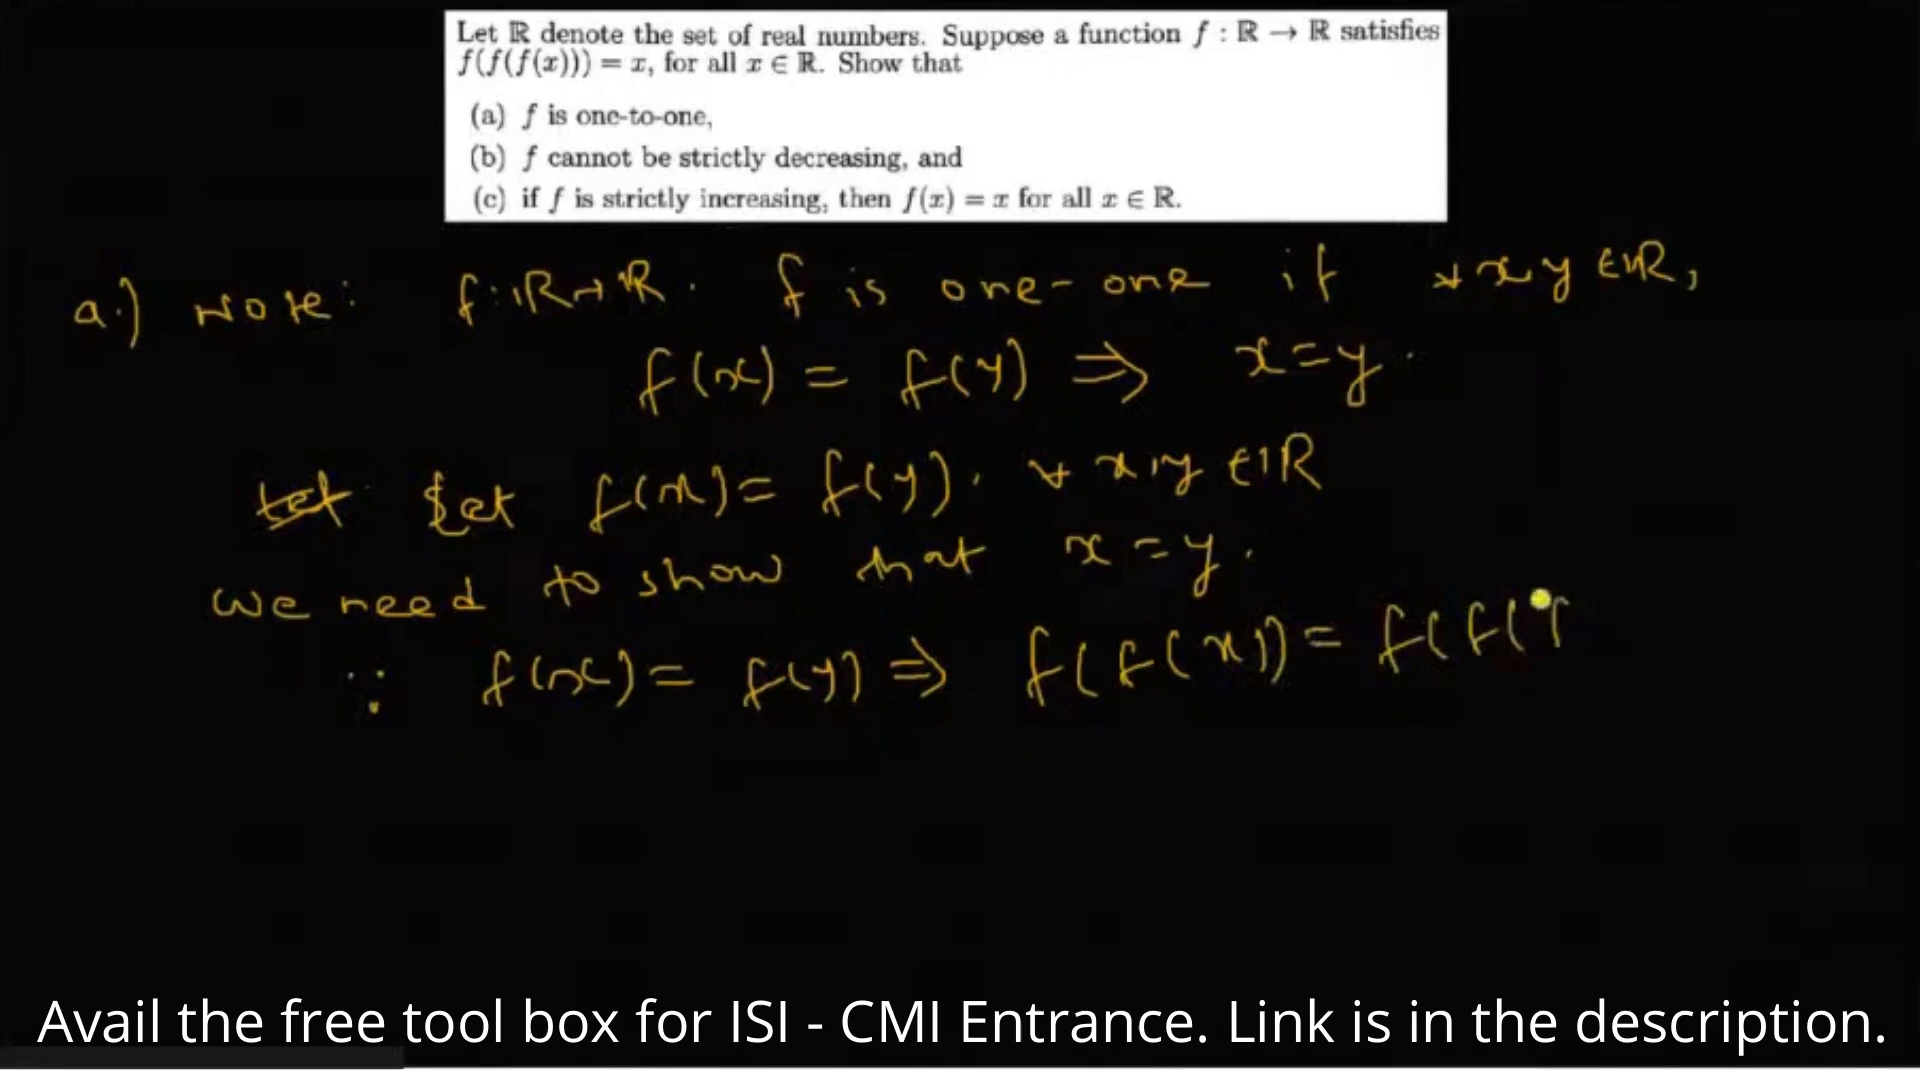 Let ℝ denote the set of real numbers. Suppose a function f : ℝ → ℝ satisfies
f(f(f(x))) = x, for all x ∈ ℝ. Show that
(a) f is one-to-one,
(b) f cannot be strictly decreasing, and
(c) if f is strictly increasing, then f(x) = x for all x ∈ ℝ.
a.) Note: f: ℝ → ℝ. f is one-one if ∀ x, y ∈ ℝ,
f(x) = f(y) ⇒ x = y.
Let f(x) = f(y). ∀ x, y ∈ ℝ
We need to show that x = y.
∵ f(x) = f(y) ⇒ f(f(x)) = f(f(
Avail the free tool box for ISI - CMI Entrance. Link is in the description.